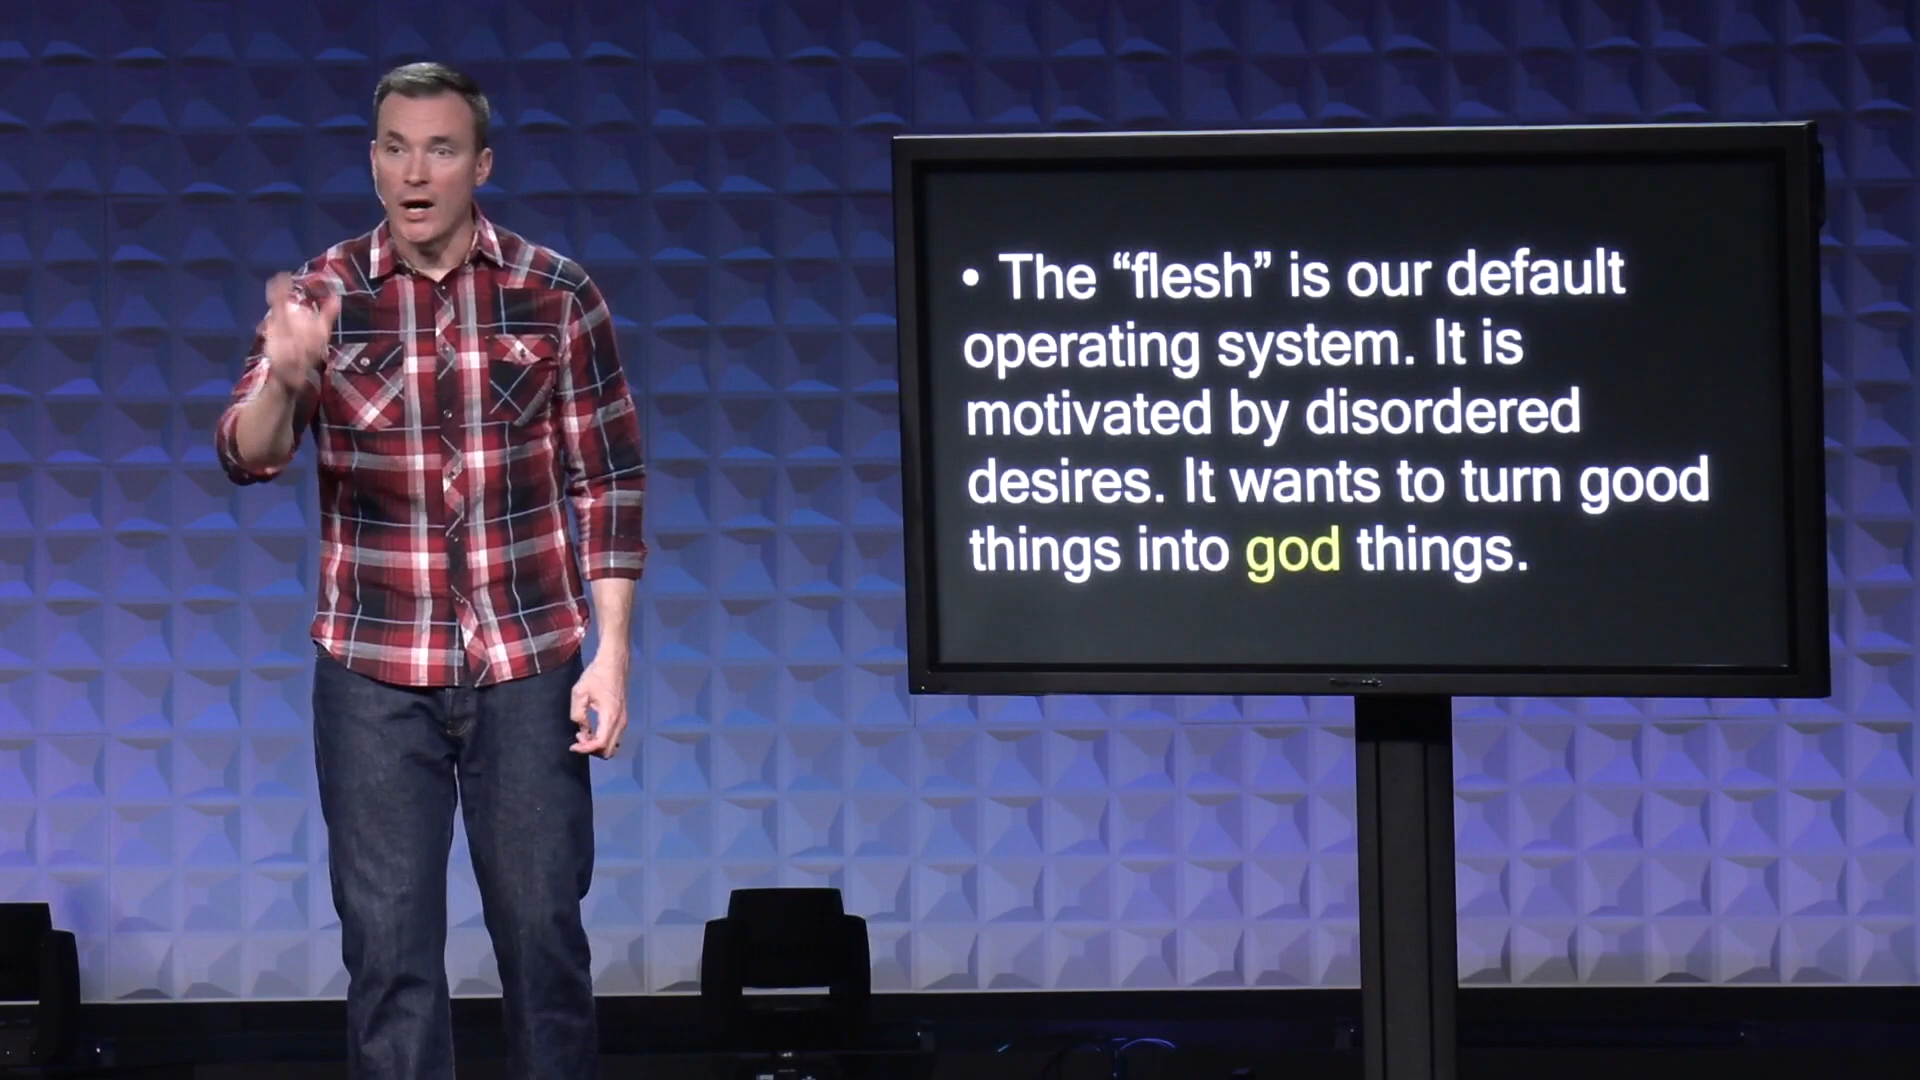 • The “flesh” is our default
operating system. It is
motivated by disordered
desires. It wants to turn good
things into god things.